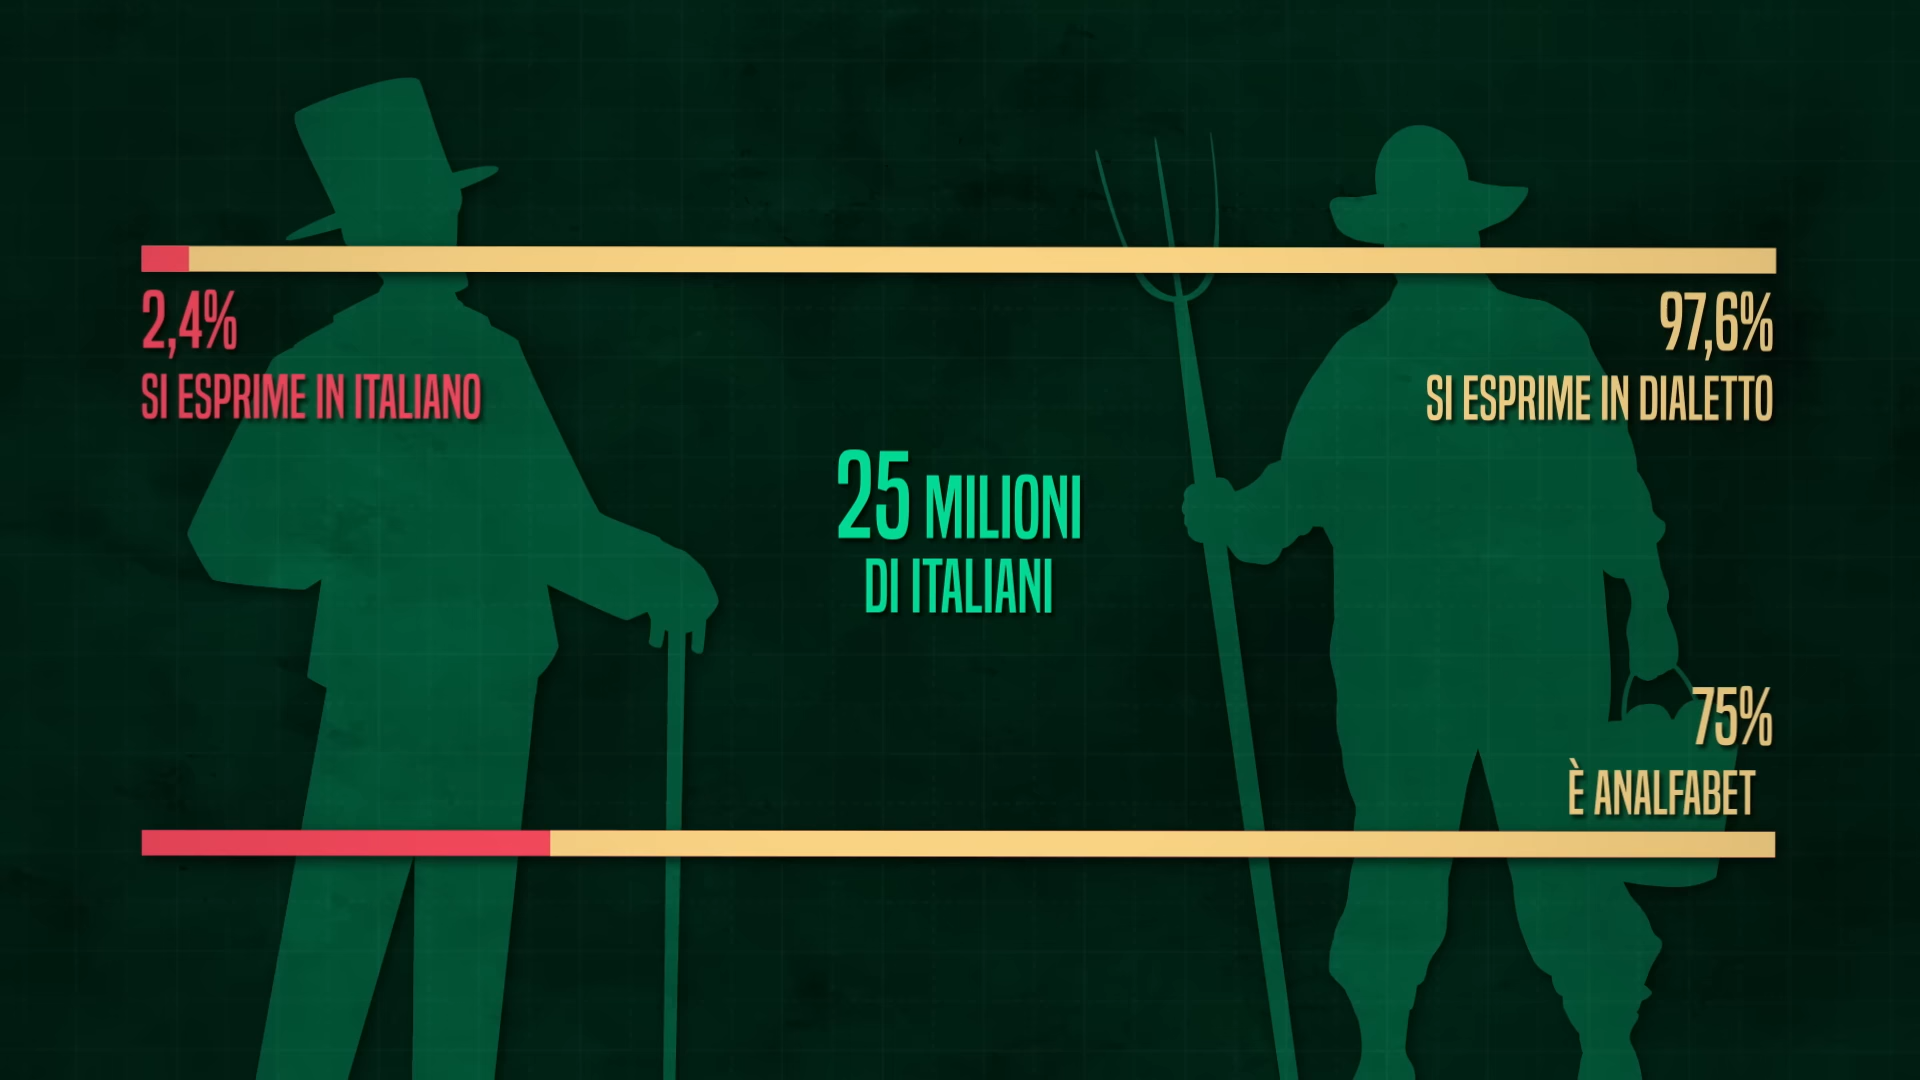 2,4%
SI ESPRIME IN ITALIANO
97,6%
SI ESPRIME IN DIALETTO
25 MILIONI
DI ITALIANI
75%
È ANALFABET